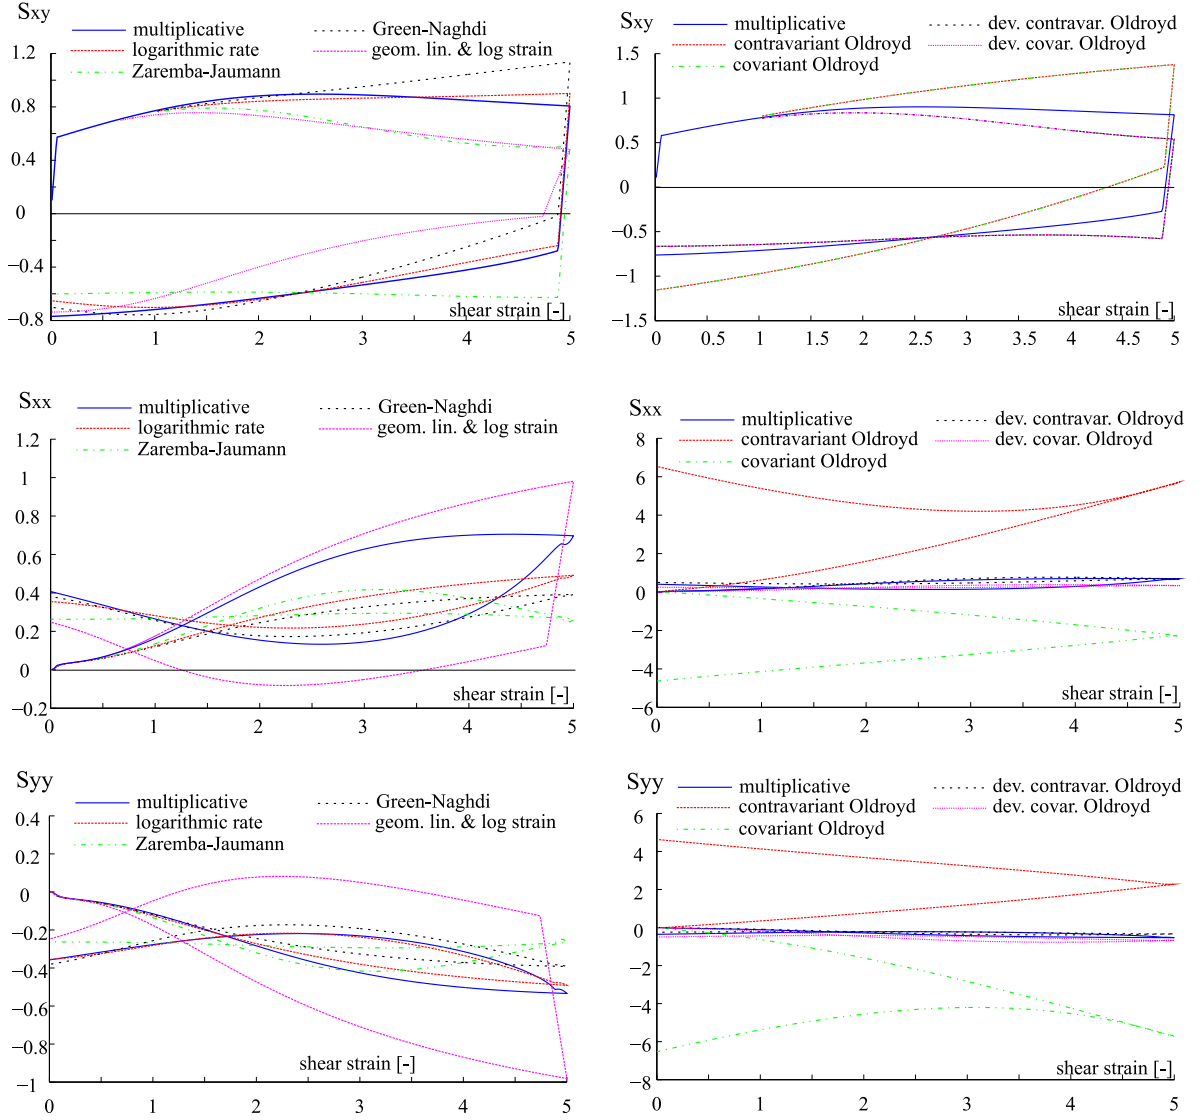 Sxy
multiplicative
logarithmic rate
Zaremba-Jaumann
Green-Naghdi
geom. lin. & log strain
1.2
0.8
0.4
0
−0.4
−0.8
shear strain [-]
0 1 2 3 4 5
Sxy
multiplicative
contravariant Oldroyd
covariant Oldroyd
dev. contravar. Oldroyd
dev. covar. Oldroyd
1.5
1
0.5
0
−0.5
−1
−1.5
shear strain [-]
0 0.5 1 1.5 2 2.5 3 3.5 4 4.5 5
Sxx
multiplicative
logarithmic rate
Zaremba-Jaumann
Green-Naghdi
geom. lin. & log strain
1.2
1
0.8
0.6
0.4
0.2
0
−0.2
shear strain [-]
0 1 2 3 4 5
Sxx
multiplicative
contravariant Oldroyd
covariant Oldroyd
dev. contravar. Oldroyd
dev. covar. Oldroyd
8
6
4
2
0
−2
−4
−6
shear strain [-]
0 1 2 3 4 5
Syy
multiplicative
logarithmic rate
Zaremba-Jaumann
Green-Naghdi
geom. lin. & log strain
0.4
0.2
0
−0.2
−0.4
−0.6
−0.8
−1
shear strain [-]
0 1 2 3 4 5
Syy
multiplicative
contravariant Oldroyd
covariant Oldroyd
dev. contravar. Oldroyd
dev. covar. Oldroyd
6
4
2
0
−2
−4
−6
−8
shear strain [-]
0 1 2 3 4 5